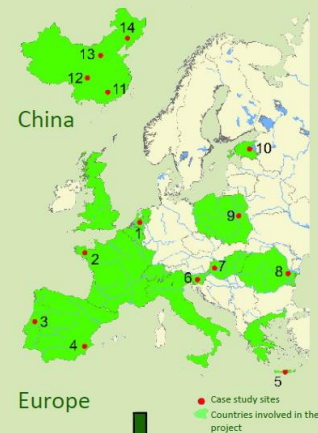 14
13
12
11
China
10
1
9
2
7
6
8
3
4
5
Europe
Case study sites
Countries involved in the
project